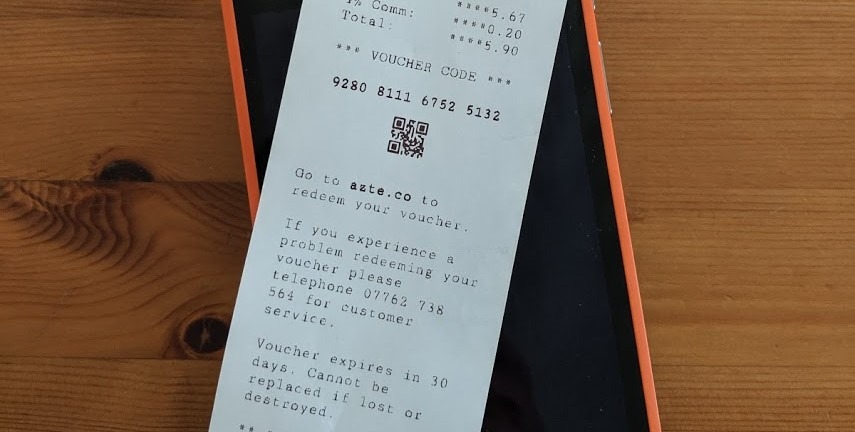 ****5.67
% Comm: ****0.20
Total: ****5.90
*** VOUCHER CODE ***
9280 8111 6752 5132
Go to azte.co to
redeem your voucher.
If you experience a
problem redeeming your
voucher please
telephone 07762 738
564 for customer
service.
Voucher expires in 30
days. Cannot be
replaced if lost or
destroyed.
**